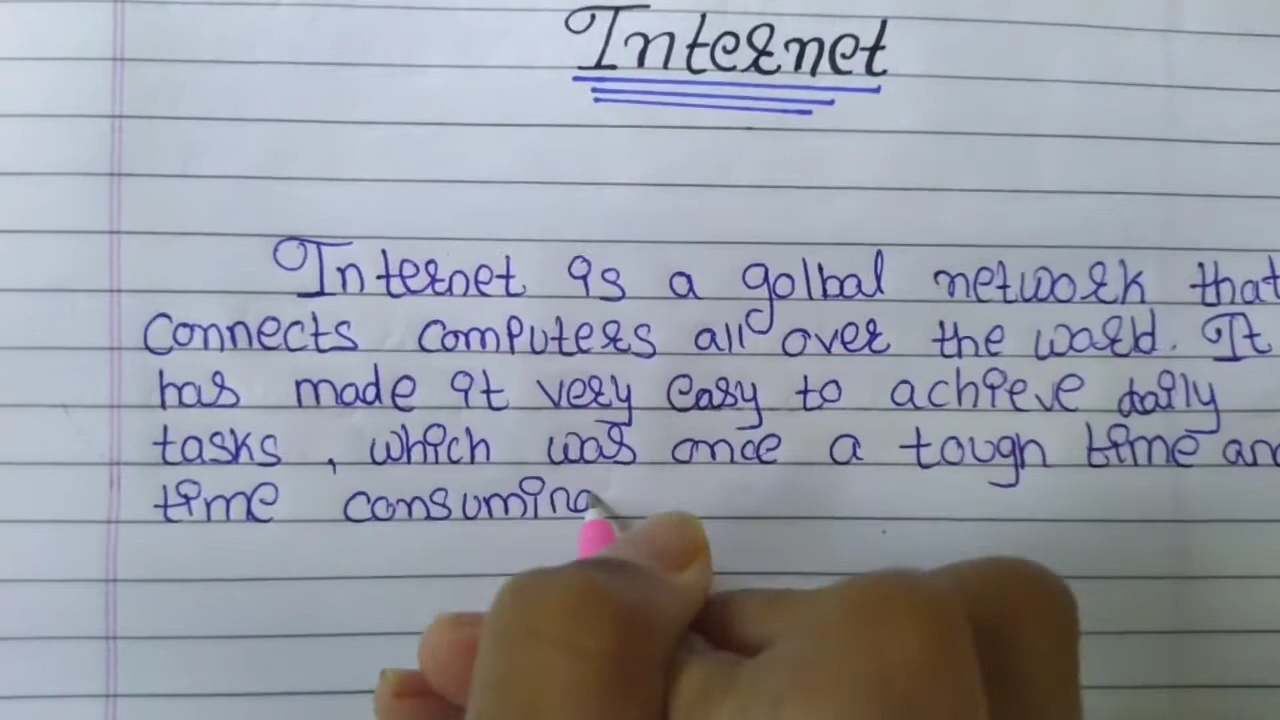 Internet
Internet is a golbal network that
connects computers all over the warld. It
has made it very easy to achieve daily
tasks , which was once a tough time an
time consuming